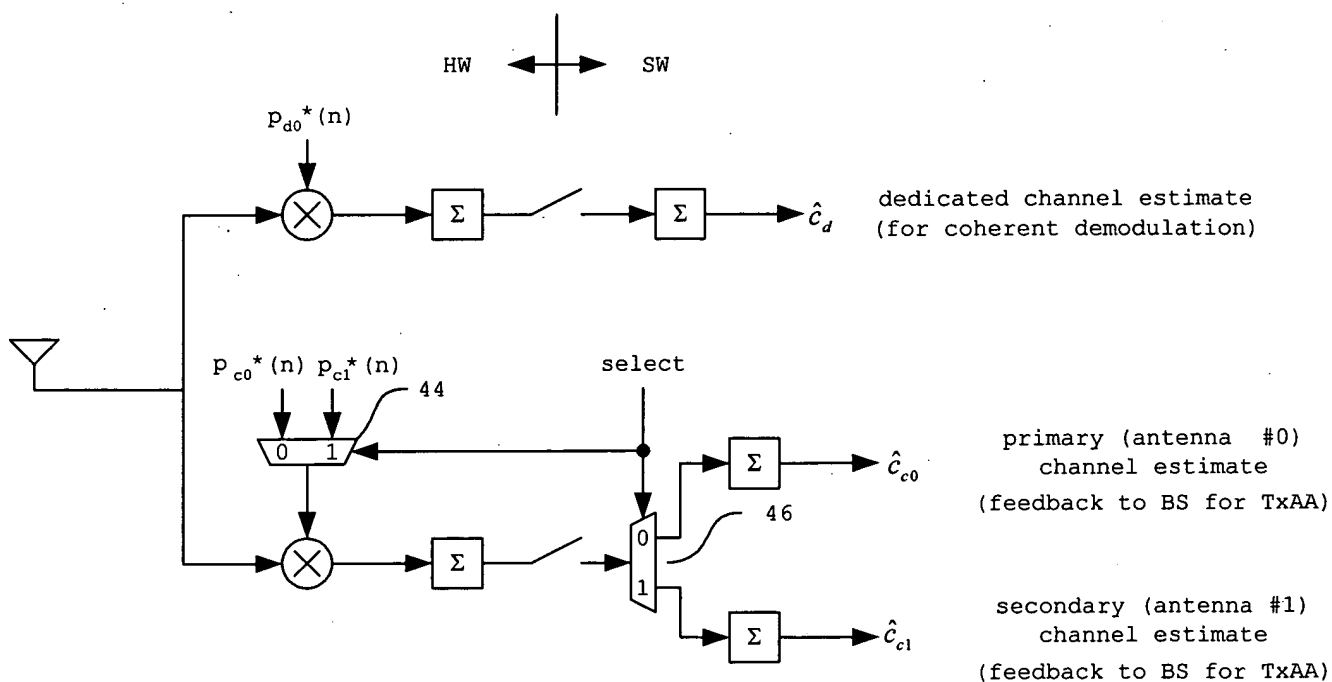 HW SW
p_d0*(n)
Σ Σ ĉ_d
dedicated channel estimate
(for coherent demodulation)
p_c0*(n) p_c1*(n)
44
select
0 1
primary (antenna #0)
channel estimate
(feedback to BS for TxAA)
Σ ĉ_c0
46
0
Σ
1
secondary (antenna #1)
channel estimate
(feedback to BS for TxAA)
Σ ĉ_c1